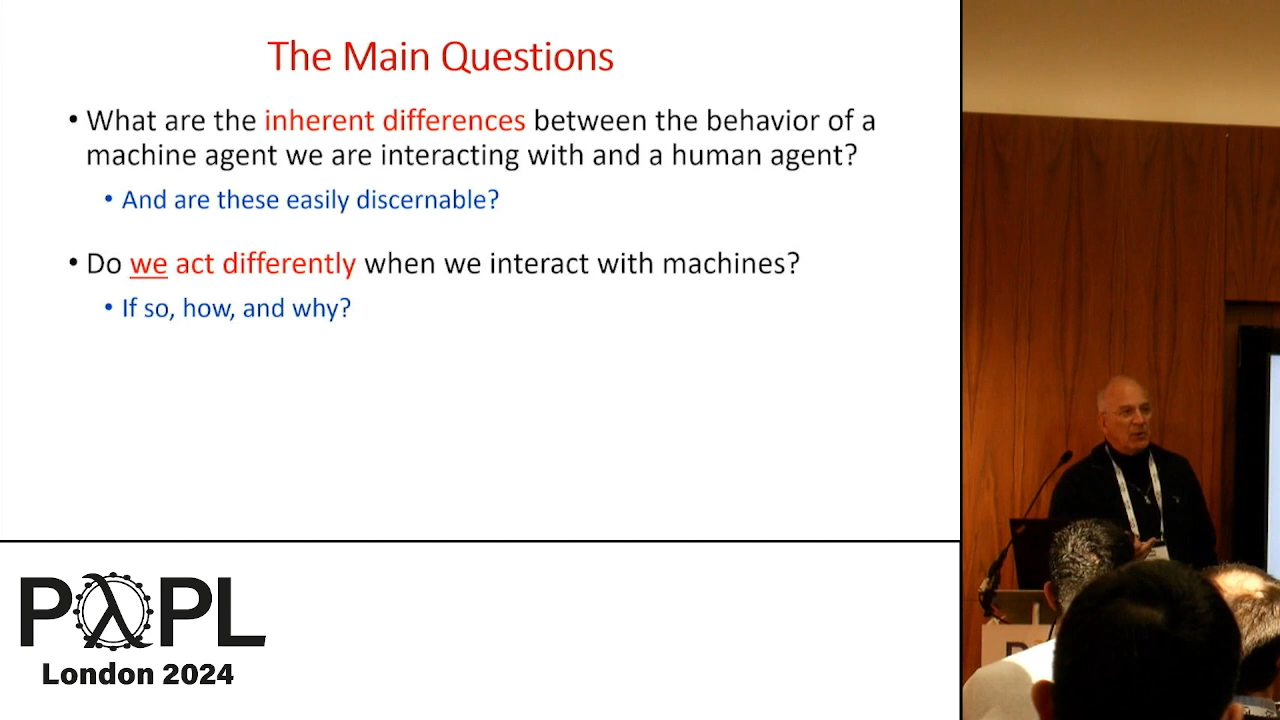 The Main Questions
• What are the inherent differences between the behavior of a
machine agent we are interacting with and a human agent?
• And are these easily discernable?
• Do we act differently when we interact with machines?
• If so, how, and why?
PλPL
London 2024